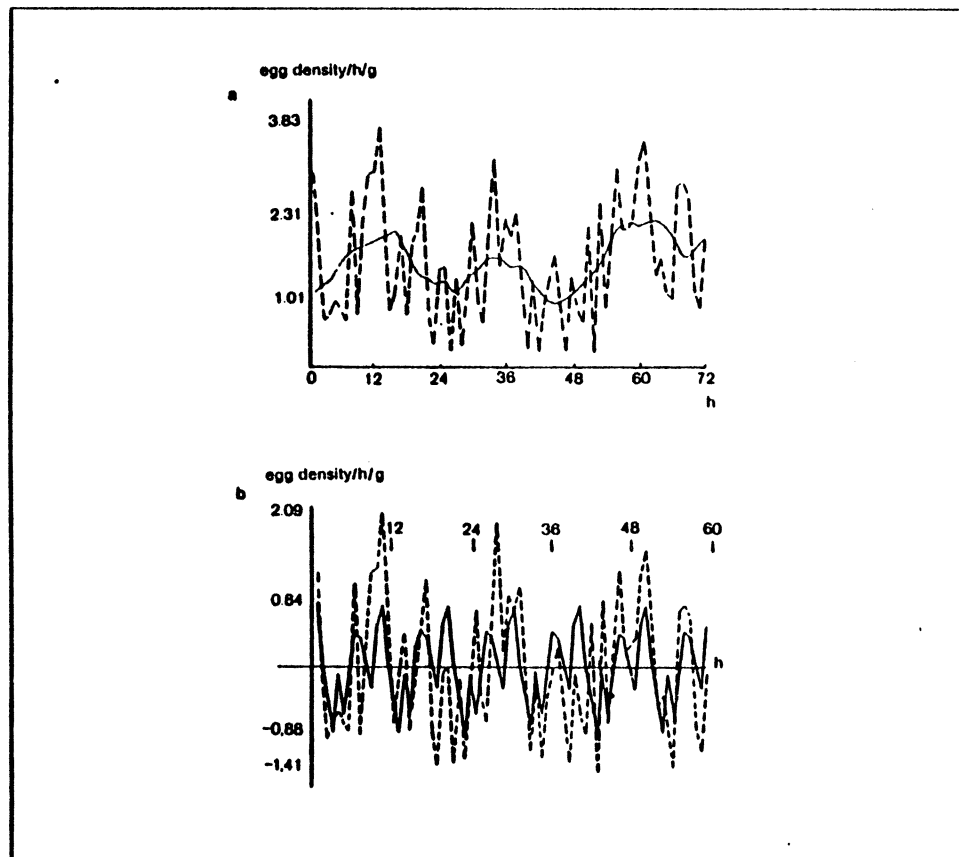 egg density/h/g
a
3.83
2.31
1.01
0 12 24 36 48 60 72
h
egg density/h/g
b
2.09
12 24 36 48 60
0.84
h
-0.88
-1.41